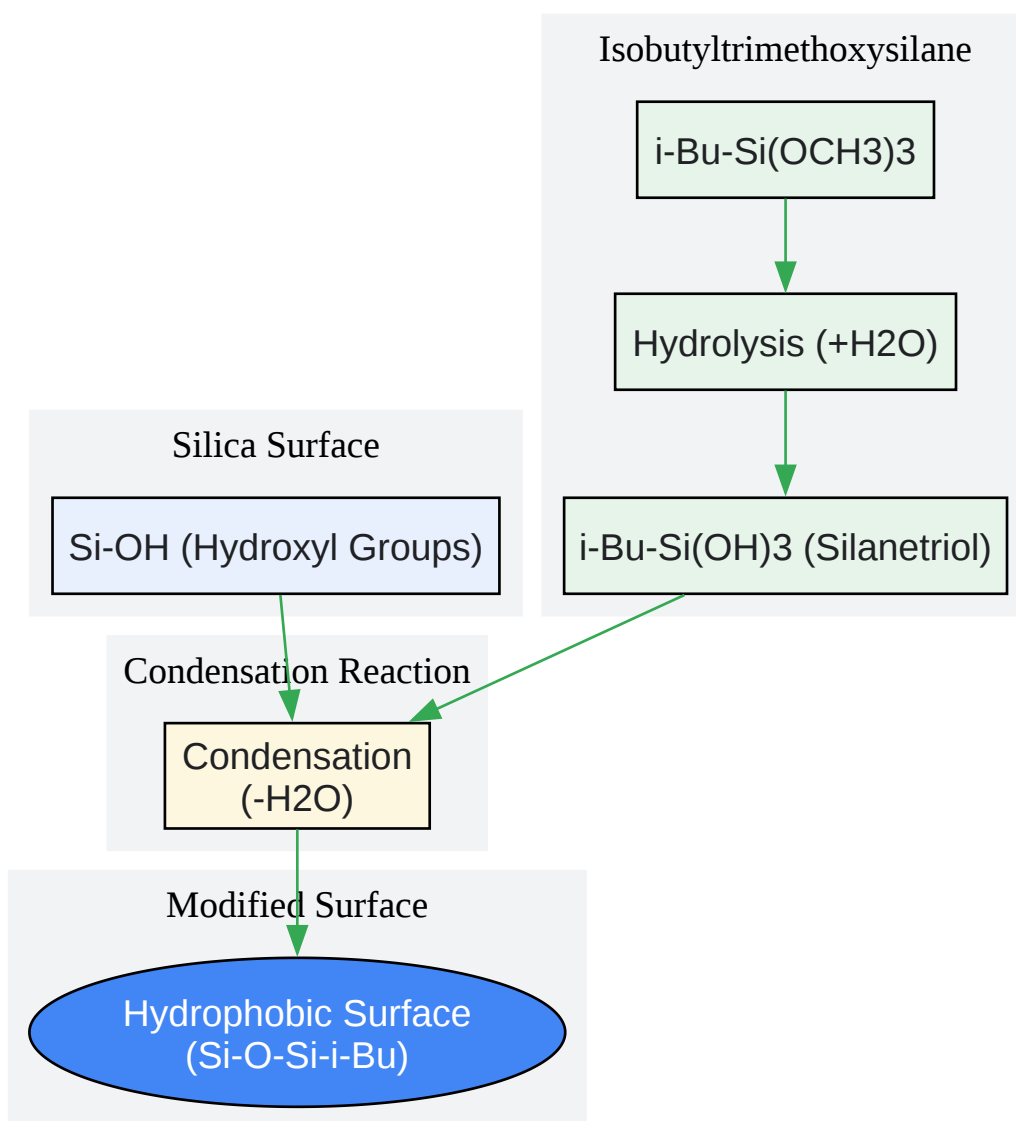 Isobutyltrimethoxysilane
i-Bu-Si(OCH3)3
Hydrolysis (+H2O)
i-Bu-Si(OH)3 (Silanetriol)
Silica Surface
Si-OH (Hydroxyl Groups)
Condensation Reaction
Condensation
(-H2O)
Modified Surface
Hydrophobic Surface
(Si-O-Si-i-Bu)